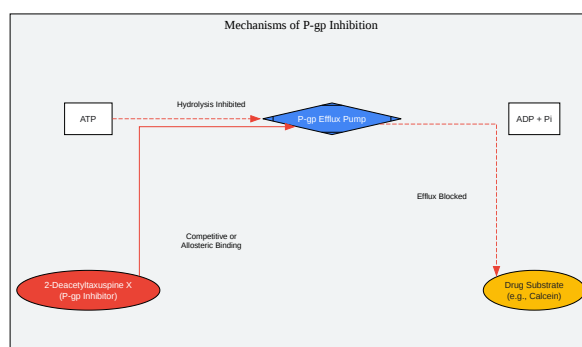 Mechanisms of P-gp Inhibition
Hydrolysis Inhibited
ATP
P-gp Efflux Pump
ADP + Pi
Efflux Blocked
Competitive or
Allosteric Binding
2-Deacetyltaxuspine X
(P-gp Inhibitor)
Drug Substrate
(e.g., Calcein)